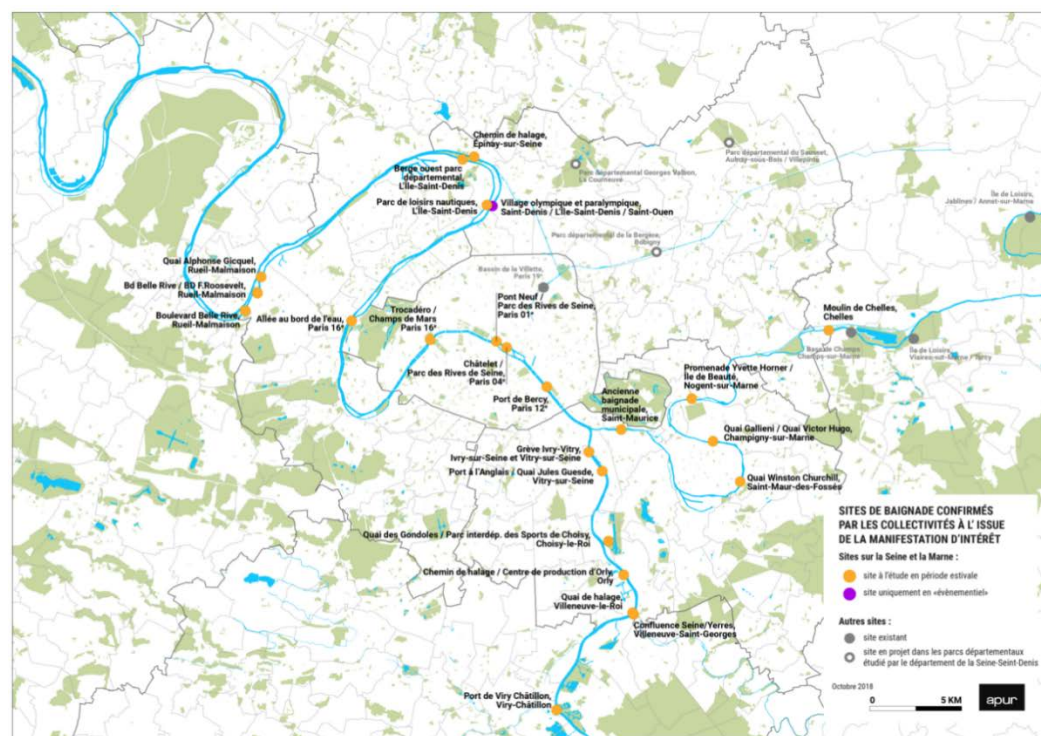 Chemin de halage,
Epinay-sur-Seine
Berge ouest parc
départemental,
L'Île-Saint-Denis
Parc de loisirs nautiques,
L'Île-Saint-Denis
Village olympique et paralympique,
Saint-Denis / L'Île-Saint-Denis / Saint-Ouen
Parc départemental Georges Valbon,
La Courneuve
Parc départemental du Sausset,
Aulnay-sous-Bois / Villepinte
Parc départemental de la Bergère,
Bobigny
Île de Loisirs,
Jablines / Annet-sur-Marne
Quai Alphonse Gicquel,
Rueil-Malmaison
Bd Belle Rive / BD F.Roosevelt,
Rueil-Malmaison
Boulevard Belle Rive,
Rueil-Malmaison
Allée au bord de l'eau,
Paris 16e
Trocadéro /
Champs de Mars
Paris 16e
Bassin de la Villette,
Paris 19e
Pont Neuf /
Parc des Rives de Seine,
Paris 01e
Châtelet /
Parc des Rives de Seine,
Paris 04e
Port de Bercy,
Paris 12e
Ancienne
baignade
municipale,
Saint-Maurice
Moulin de Chelles,
Chelles
Base de Champs,
Champs-sur-Marne
Île de Loisirs,
Vaires-sur-Marne / Torcy
Promenade Yvette Horner /
Île de Beauté,
Nogent-sur-Marne
Quai Gallieni / Quai Victor Hugo,
Champigny-sur-Marne
Quai Winston Churchill,
Saint-Maur-des-Fossés
Grève Ivry-Vitry,
Ivry-sur-Seine et Vitry-sur-Seine
Port à l'Anglais / Quai Jules Guesde,
Vitry-sur-Seine
Quai des Gondoles / Parc interdép. des Sports de Choisy,
Choisy-le-Roi
Chemin de halage / Centre de production d'Orly,
Orly
Quai de halage,
Villeneuve-le-Roi
Confluence Seine/Yerres,
Villeneuve-Saint-Georges
Port de Viry Châtillon,
Viry-Châtillon
SITES DE BAIGNADE CONFIRMÉS
PAR LES COLLECTIVITÉS À L' ISSUE
DE LA MANIFESTATION D'INTÉRÊT
Sites sur la Seine et la Marne :
site à l'étude en période estivale
site uniquement en «évènementiel»
Autres sites :
site existant
site en projet dans les parcs départementaux
étudié par le département de la Seine-Saint-Denis
Octobre 2018
0 5 KM
apur